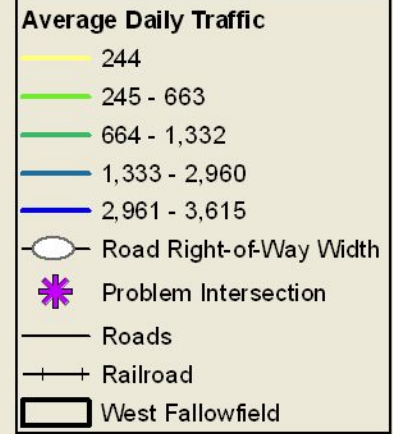 Average Daily Traffic
244
245 - 663
664 - 1,332
1,333 - 2,960
2,961 - 3,615
Road Right-of-Way Width
Problem Intersection
Roads
Railroad
West Fallowfield